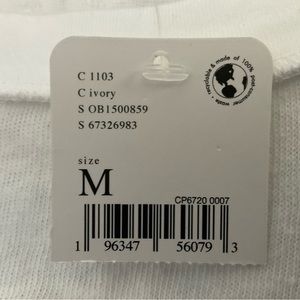 C 1103
C ivory
S OB1500859
S 67326983
recyclable & made of 100% post-consumer waste
size
M
CP6720 0007
1 96347 56079 3